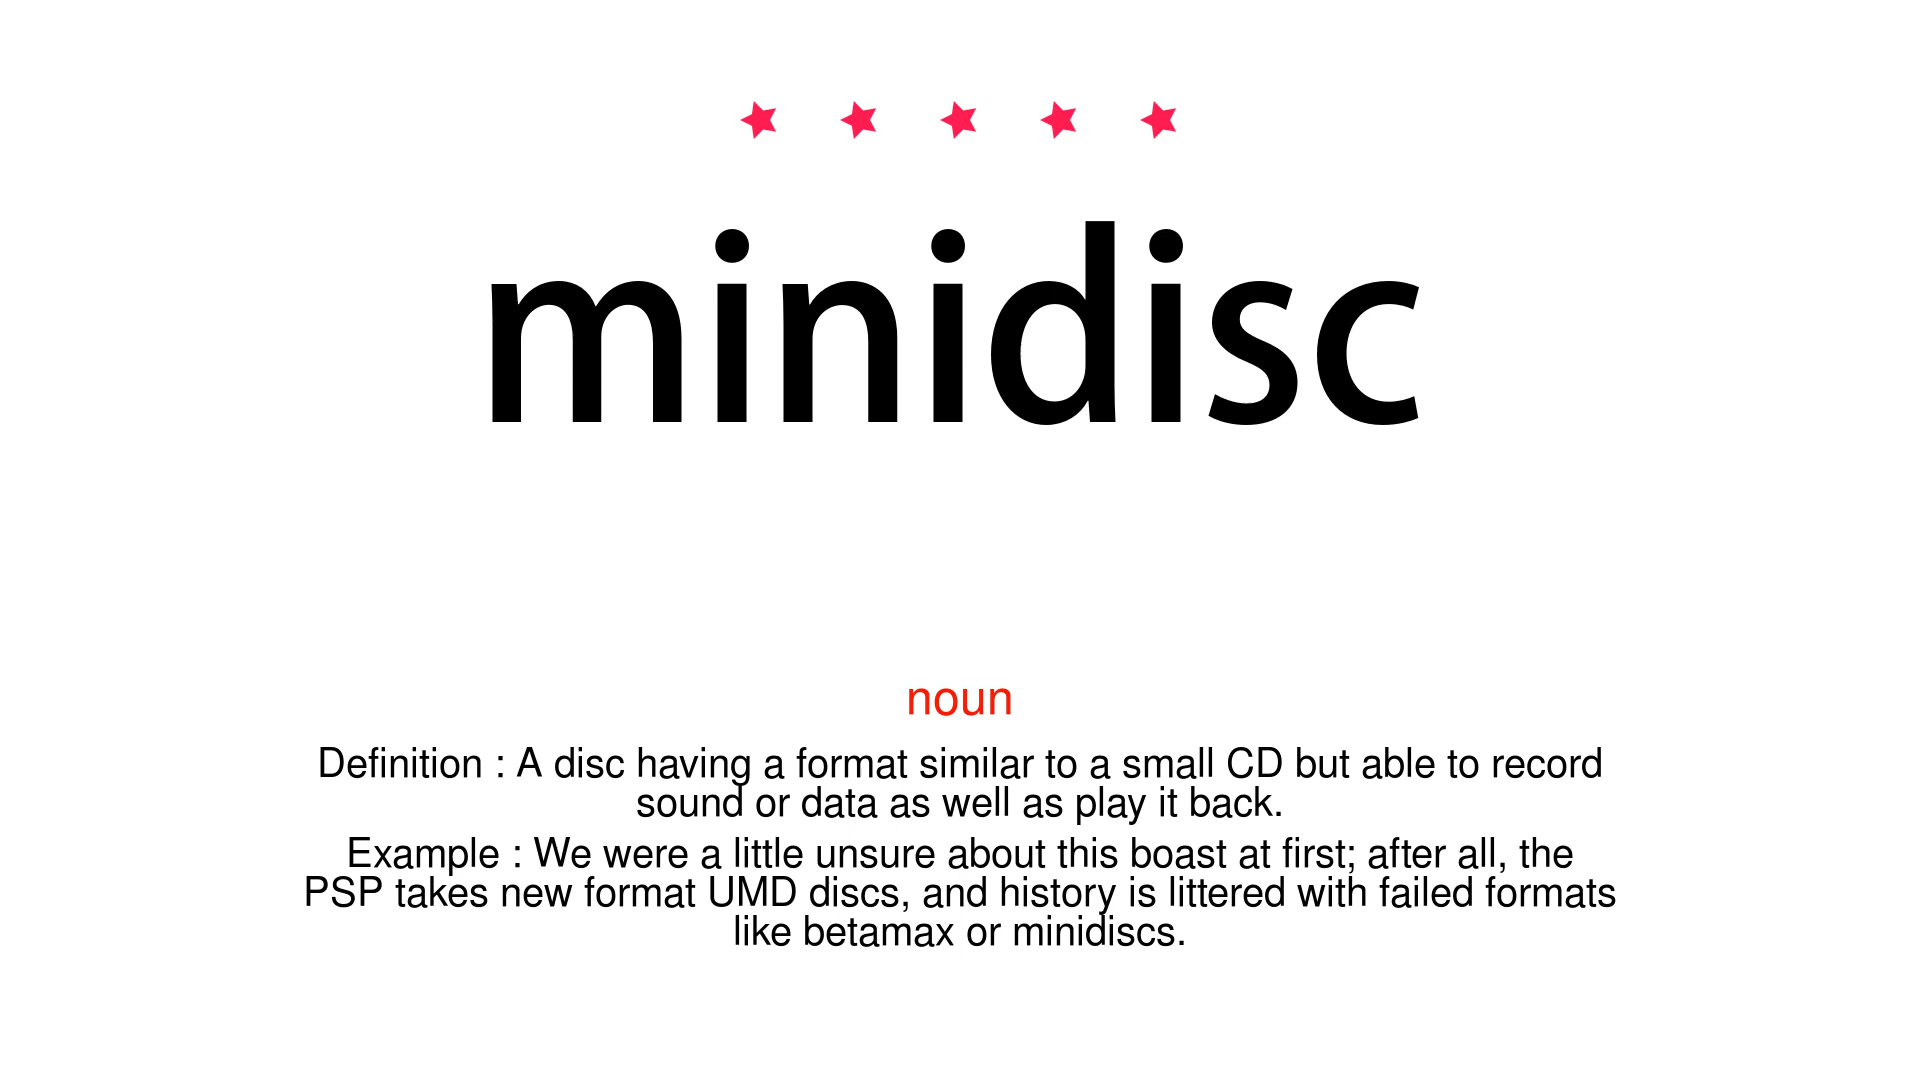 minidisc
noun
Definition : A disc having a format similar to a small CD but able to record
sound or data as well as play it back.
Example : We were a little unsure about this boast at first; after all, the
PSP takes new format UMD discs, and history is littered with failed formats
like betamax or minidiscs.